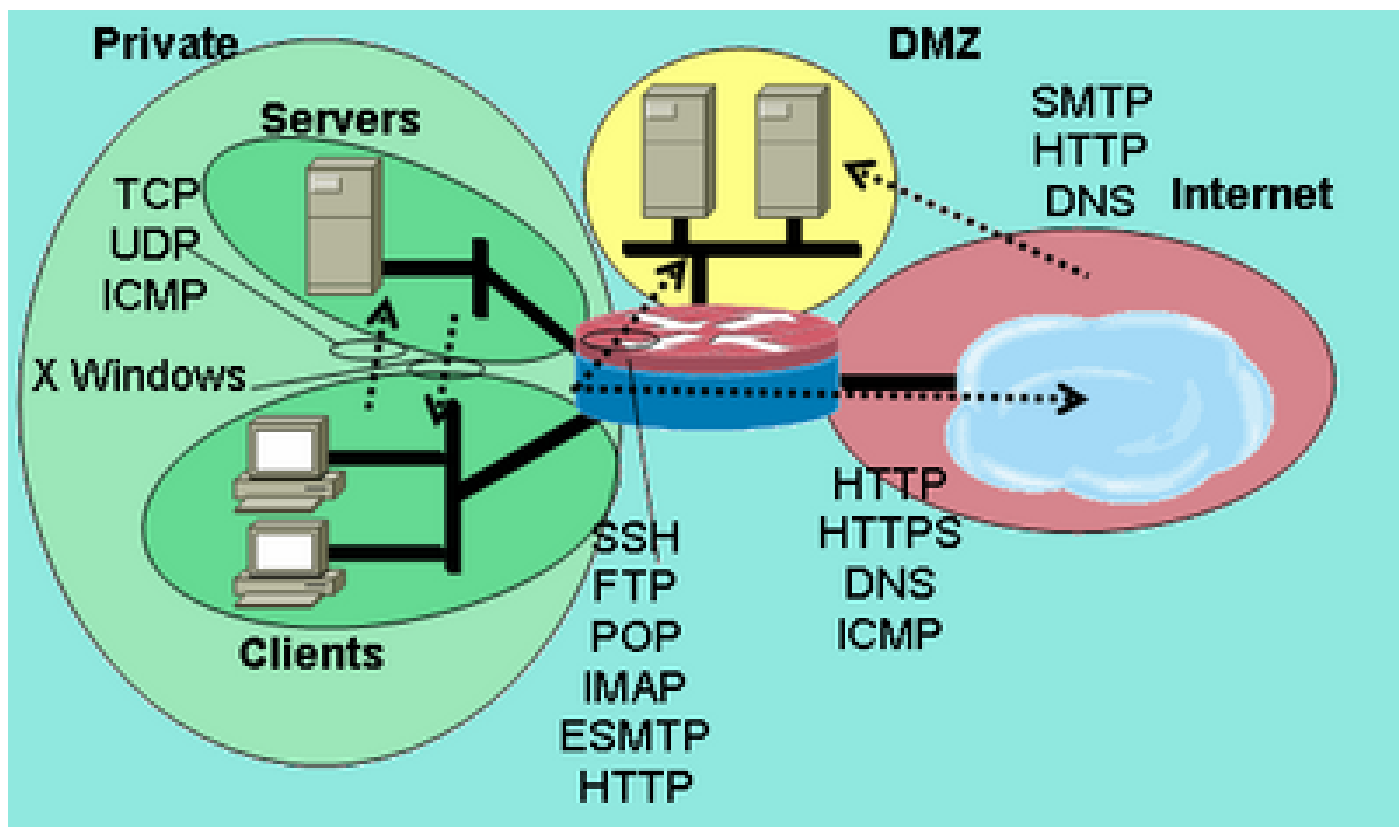 Private
DMZ
Servers
SMTP
HTTP
DNS
Internet
TCP
UDP
ICMP
X Windows
Clients
SSH
FTP
POP
IMAP
ESMTP
HTTP
HTTP
HTTPS
DNS
ICMP